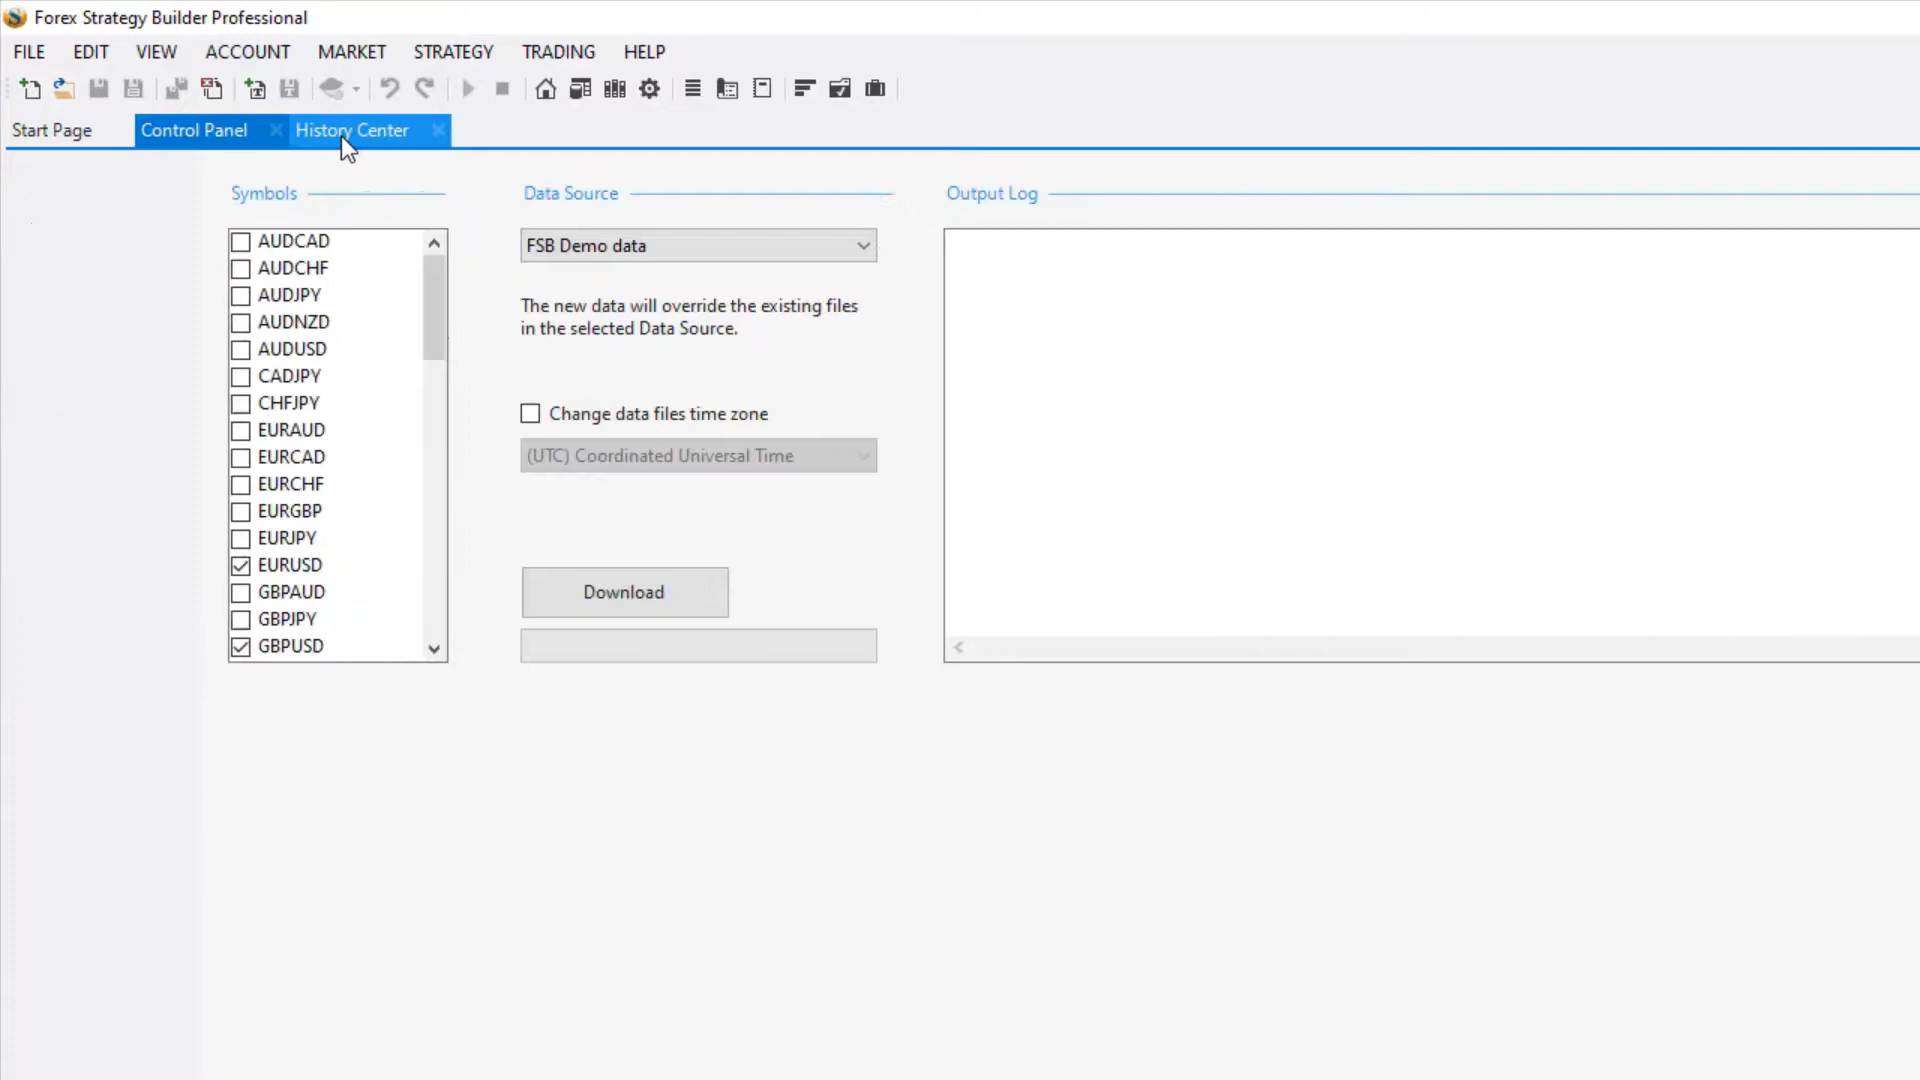 Forex Strategy Builder Professional
FILE EDIT VIEW ACCOUNT MARKET STRATEGY TRADING HELP
Start Page Control Panel History Center
Symbols
AUDCAD
AUDCHF
AUDJPY
AUDNZD
AUDUSD
CADJPY
CHFJPY
EURAUD
EURCAD
EURCHF
EURGBP
EURJPY
EURUSD
GBPAUD
GBPJPY
GBPUSD
Data Source
FSB Demo data
The new data will override the existing files
in the selected Data Source.
Change data files time zone
(UTC) Coordinated Universal Time
Download
Output Log